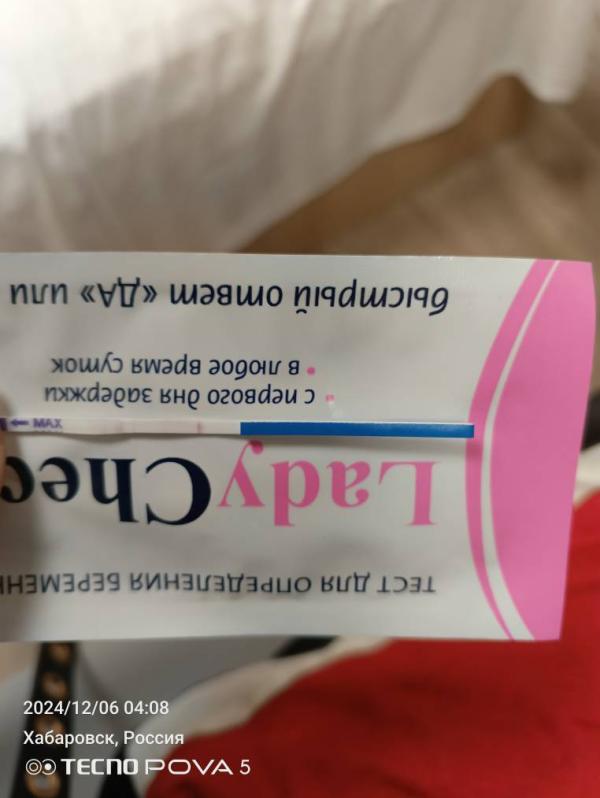 ТЕСТ ДЛЯ ОПРЕДЕЛЕНИЯ БЕРЕМЕНН
LadyChec
MAX
с первого дня задержки
• в любое время суток
быстрый ответ «ДА» или
2024/12/06 04:08
Хабаровск, Россия
TECNO POVA 5